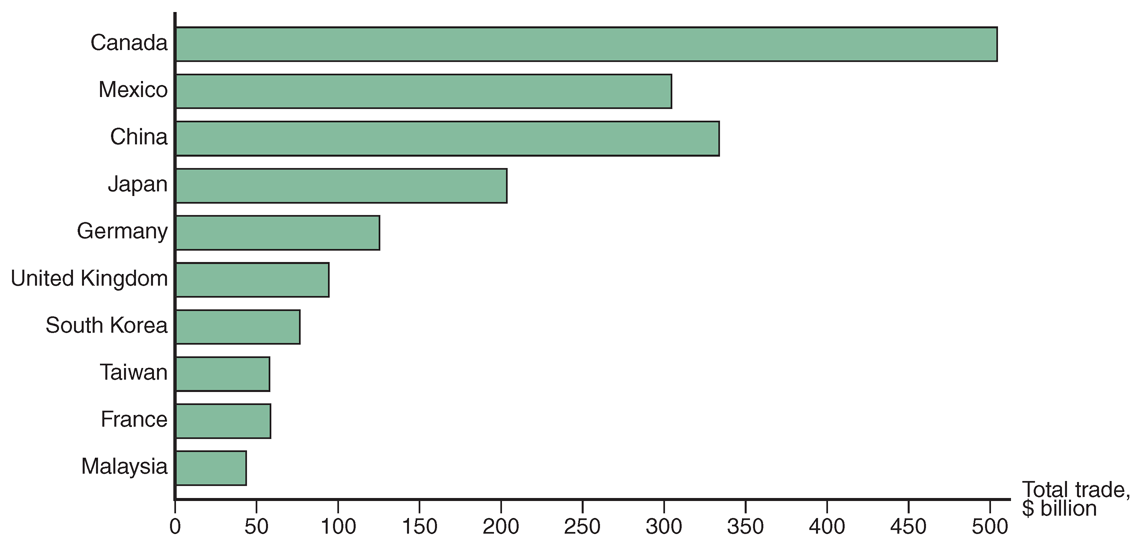 Canada
Mexico
China
Japan
Germany
United Kingdom
South Korea
Taiwan
France
Malaysia
0 50 100 150 200 250 300 350 400 450 500
Total trade,
$ billion